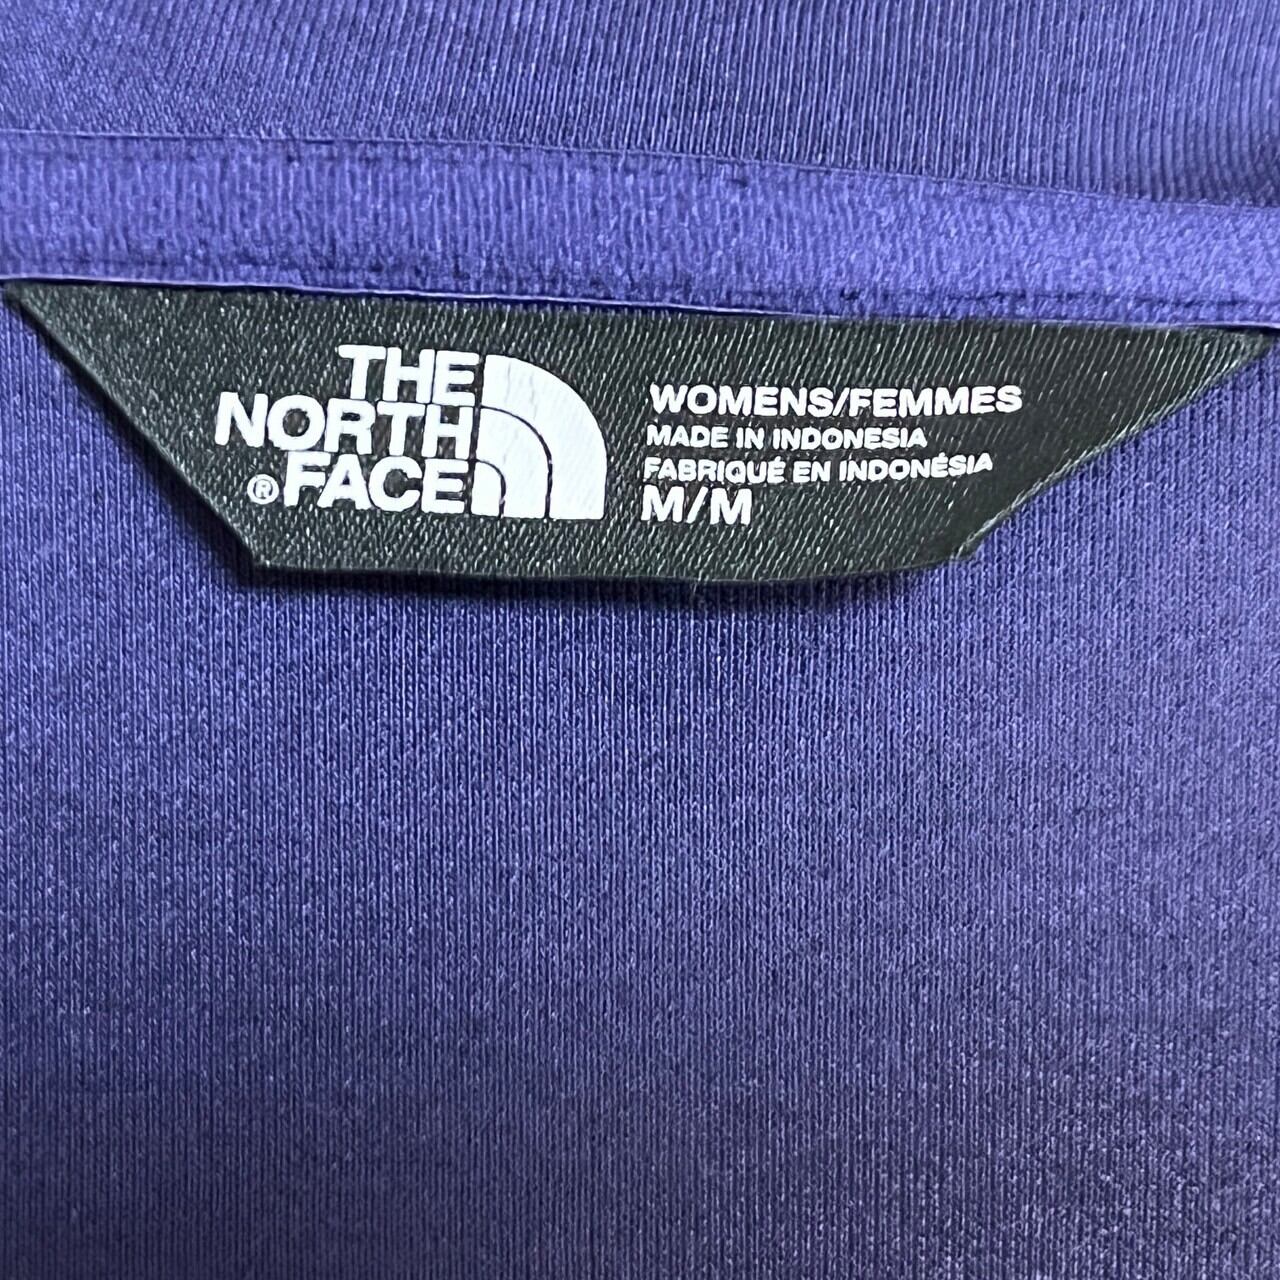 THE
NORTH
®FACE
WOMENS/FEMMES
MADE IN INDONESIA
FABRIQUÉ EN INDONÉSIA
M/M